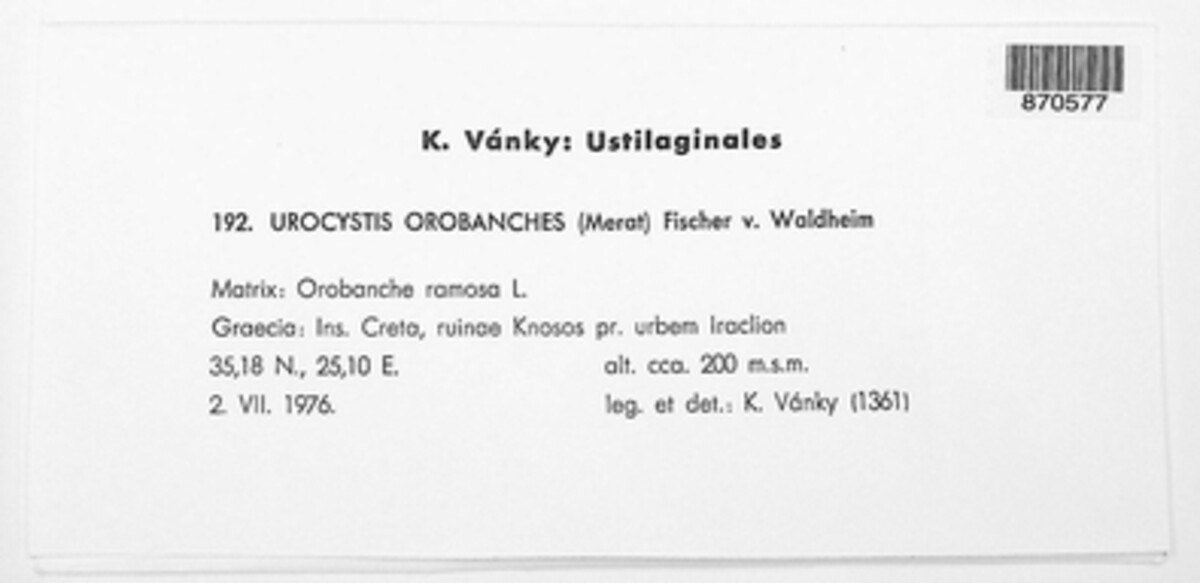 870577
K. Vánky: Ustilaginales
192. UROCYSTIS OROBANCHES (Merat) Fischer v. Waldheim
Matrix: Orobanche ramosa L.
Graecia: Ins. Creta, ruinae Knosos pr. urbem Iraclion
35,18 N., 25,10 E. alt. cca. 200 m.s.m.
2. VII. 1976. leg. et det.: K. Vánky (1361)